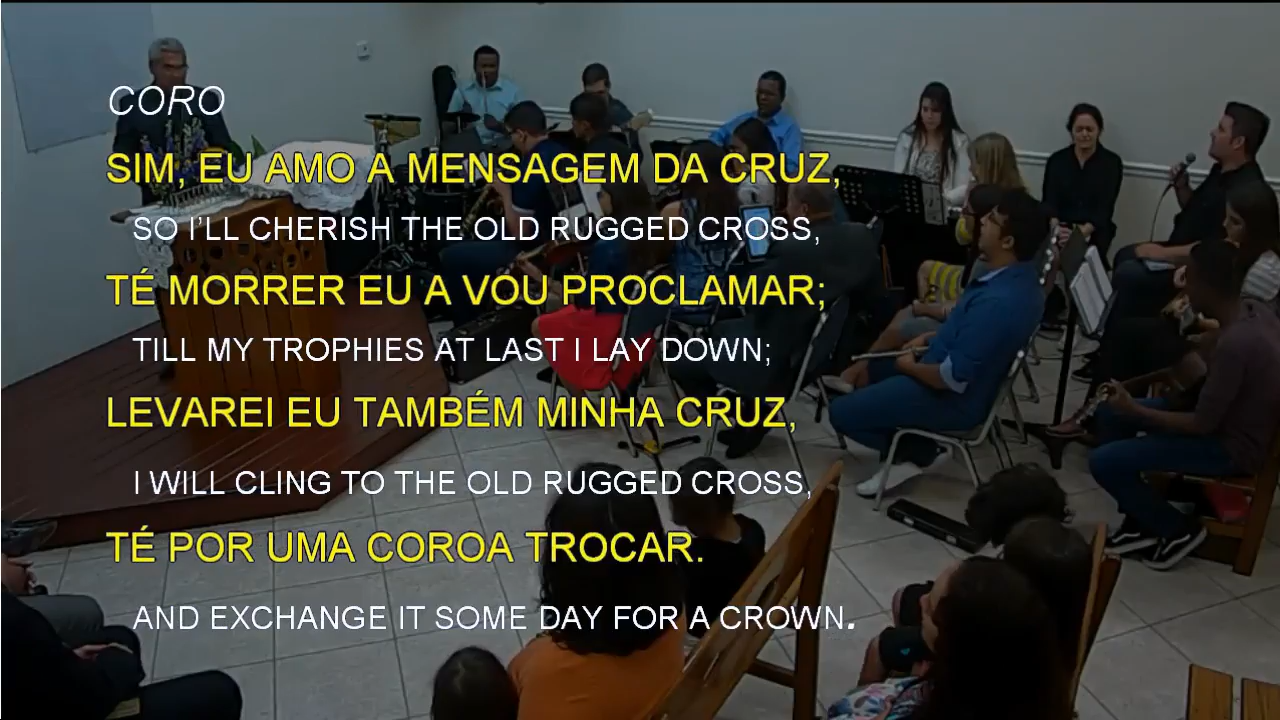 CORO
SIM, EU AMO A MENSAGEM DA CRUZ,
SO I'LL CHERISH THE OLD RUGGED CROSS,
TÉ MORRER EU A VOU PROCLAMAR;
TILL MY TROPHIES AT LAST I LAY DOWN;
LEVAREI EU TAMBÉM MINHA CRUZ,
I WILL CLING TO THE OLD RUGGED CROSS,
TÉ POR UMA COROA TROCAR.
AND EXCHANGE IT SOME DAY FOR A CROWN.